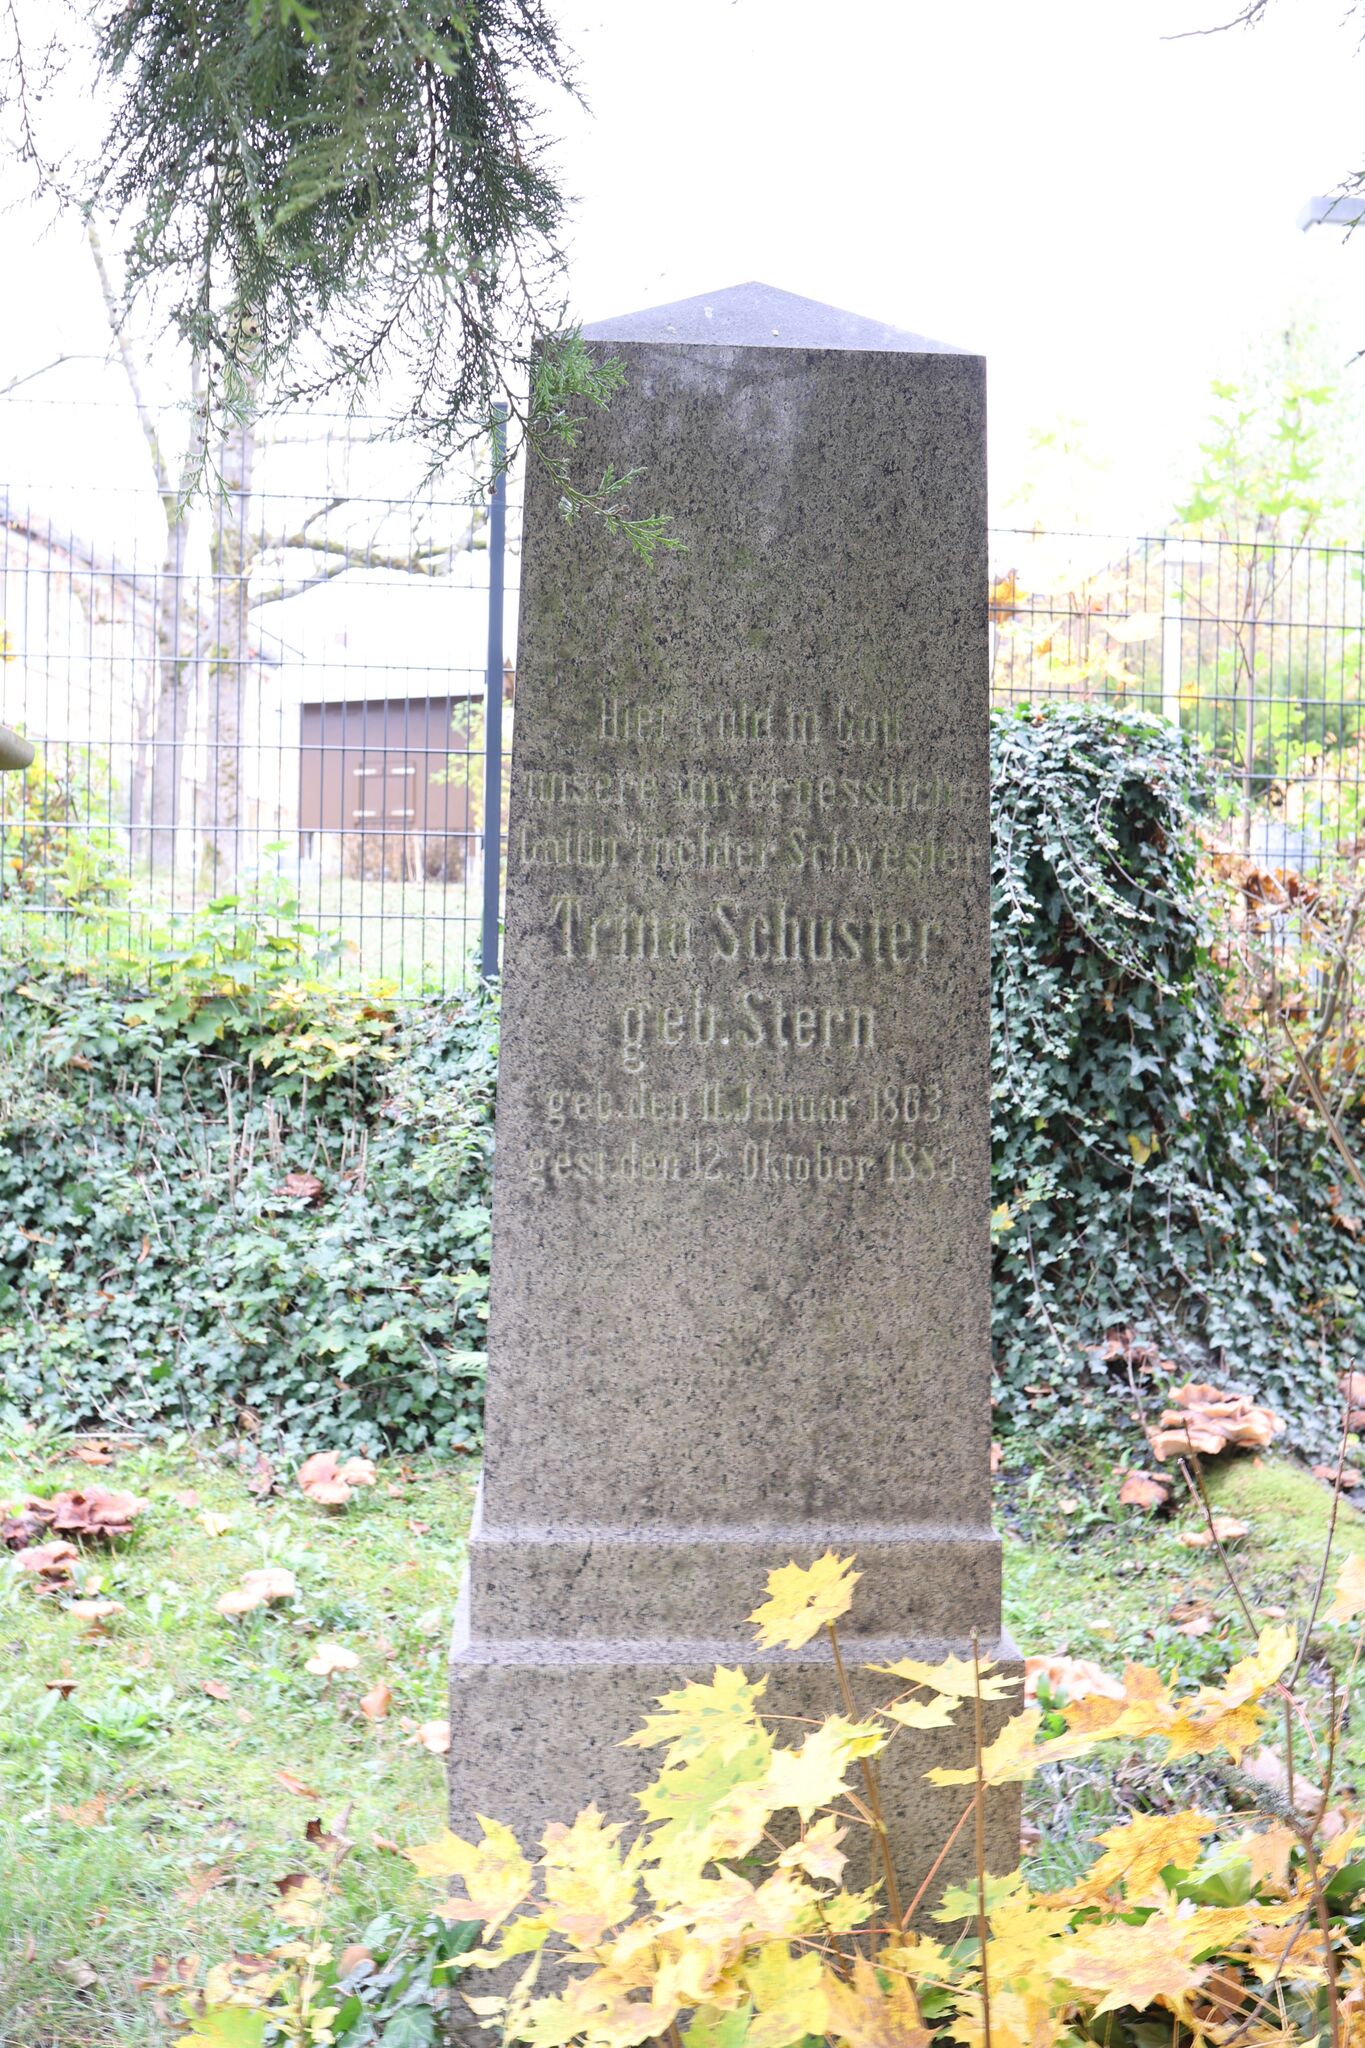 Hier ruht in Gott
unsere unvergessliche
Gattin Tochter Schwester
Trina Schuster
geb. Stern
geb. den 11. Januar 1863,
gest. den 12. Oktober 188